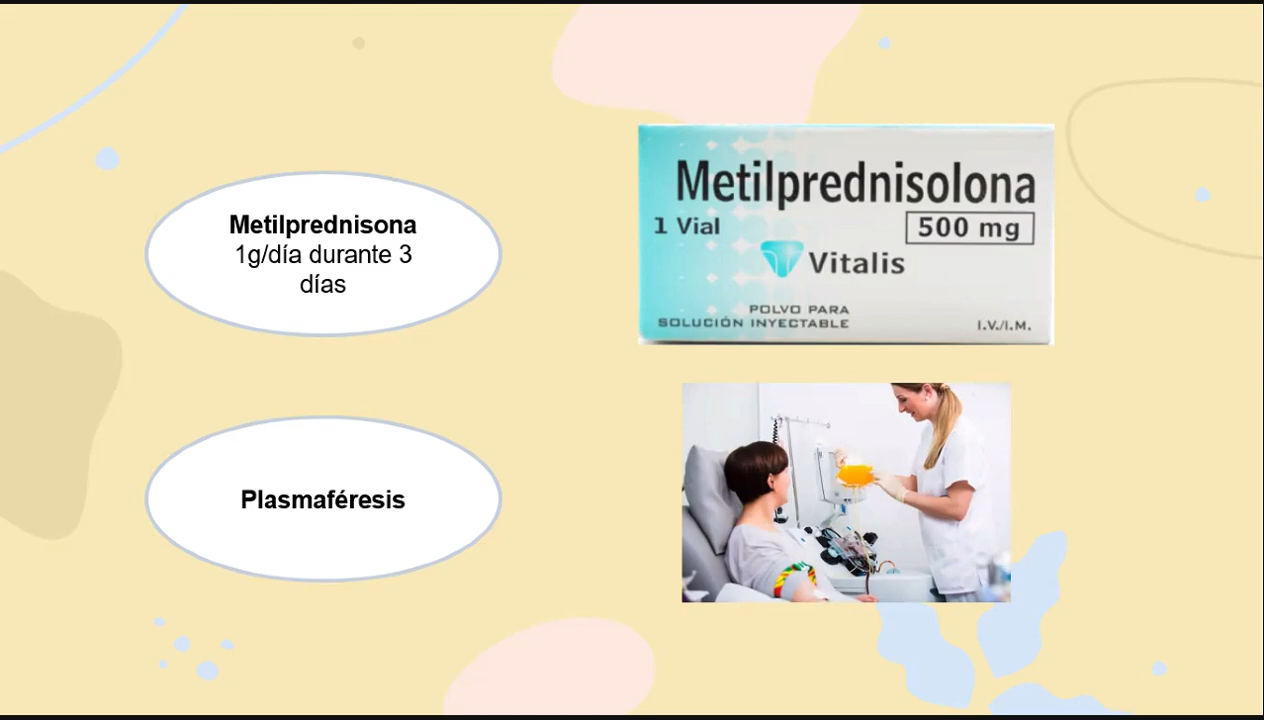 Metilprednisona
1g/día durante 3
días
Metilprednisolona
1 Vial
500 mg
Vitalis
POLVO PARA
SOLUCIÓN INYECTABLE
I.V./I.M.
Plasmaféresis